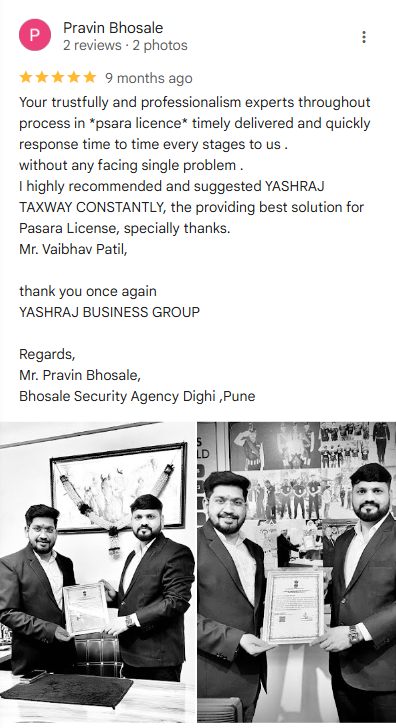 P
Pravin Bhosale
2 reviews · 2 photos
9 months ago
Your trustfully and professionalism experts throughout
process in *psara licence* timely delivered and quickly
response time to time every stages to us .
without any facing single problem .
I highly recommended and suggested YASHRAJ
TAXWAY CONSTANTLY, the providing best solution for
Pasara License, specially thanks.
Mr. Vaibhav Patil,
thank you once again
YASHRAJ BUSINESS GROUP
Regards,
Mr. Pravin Bhosale,
Bhosale Security Agency Dighi ,Pune